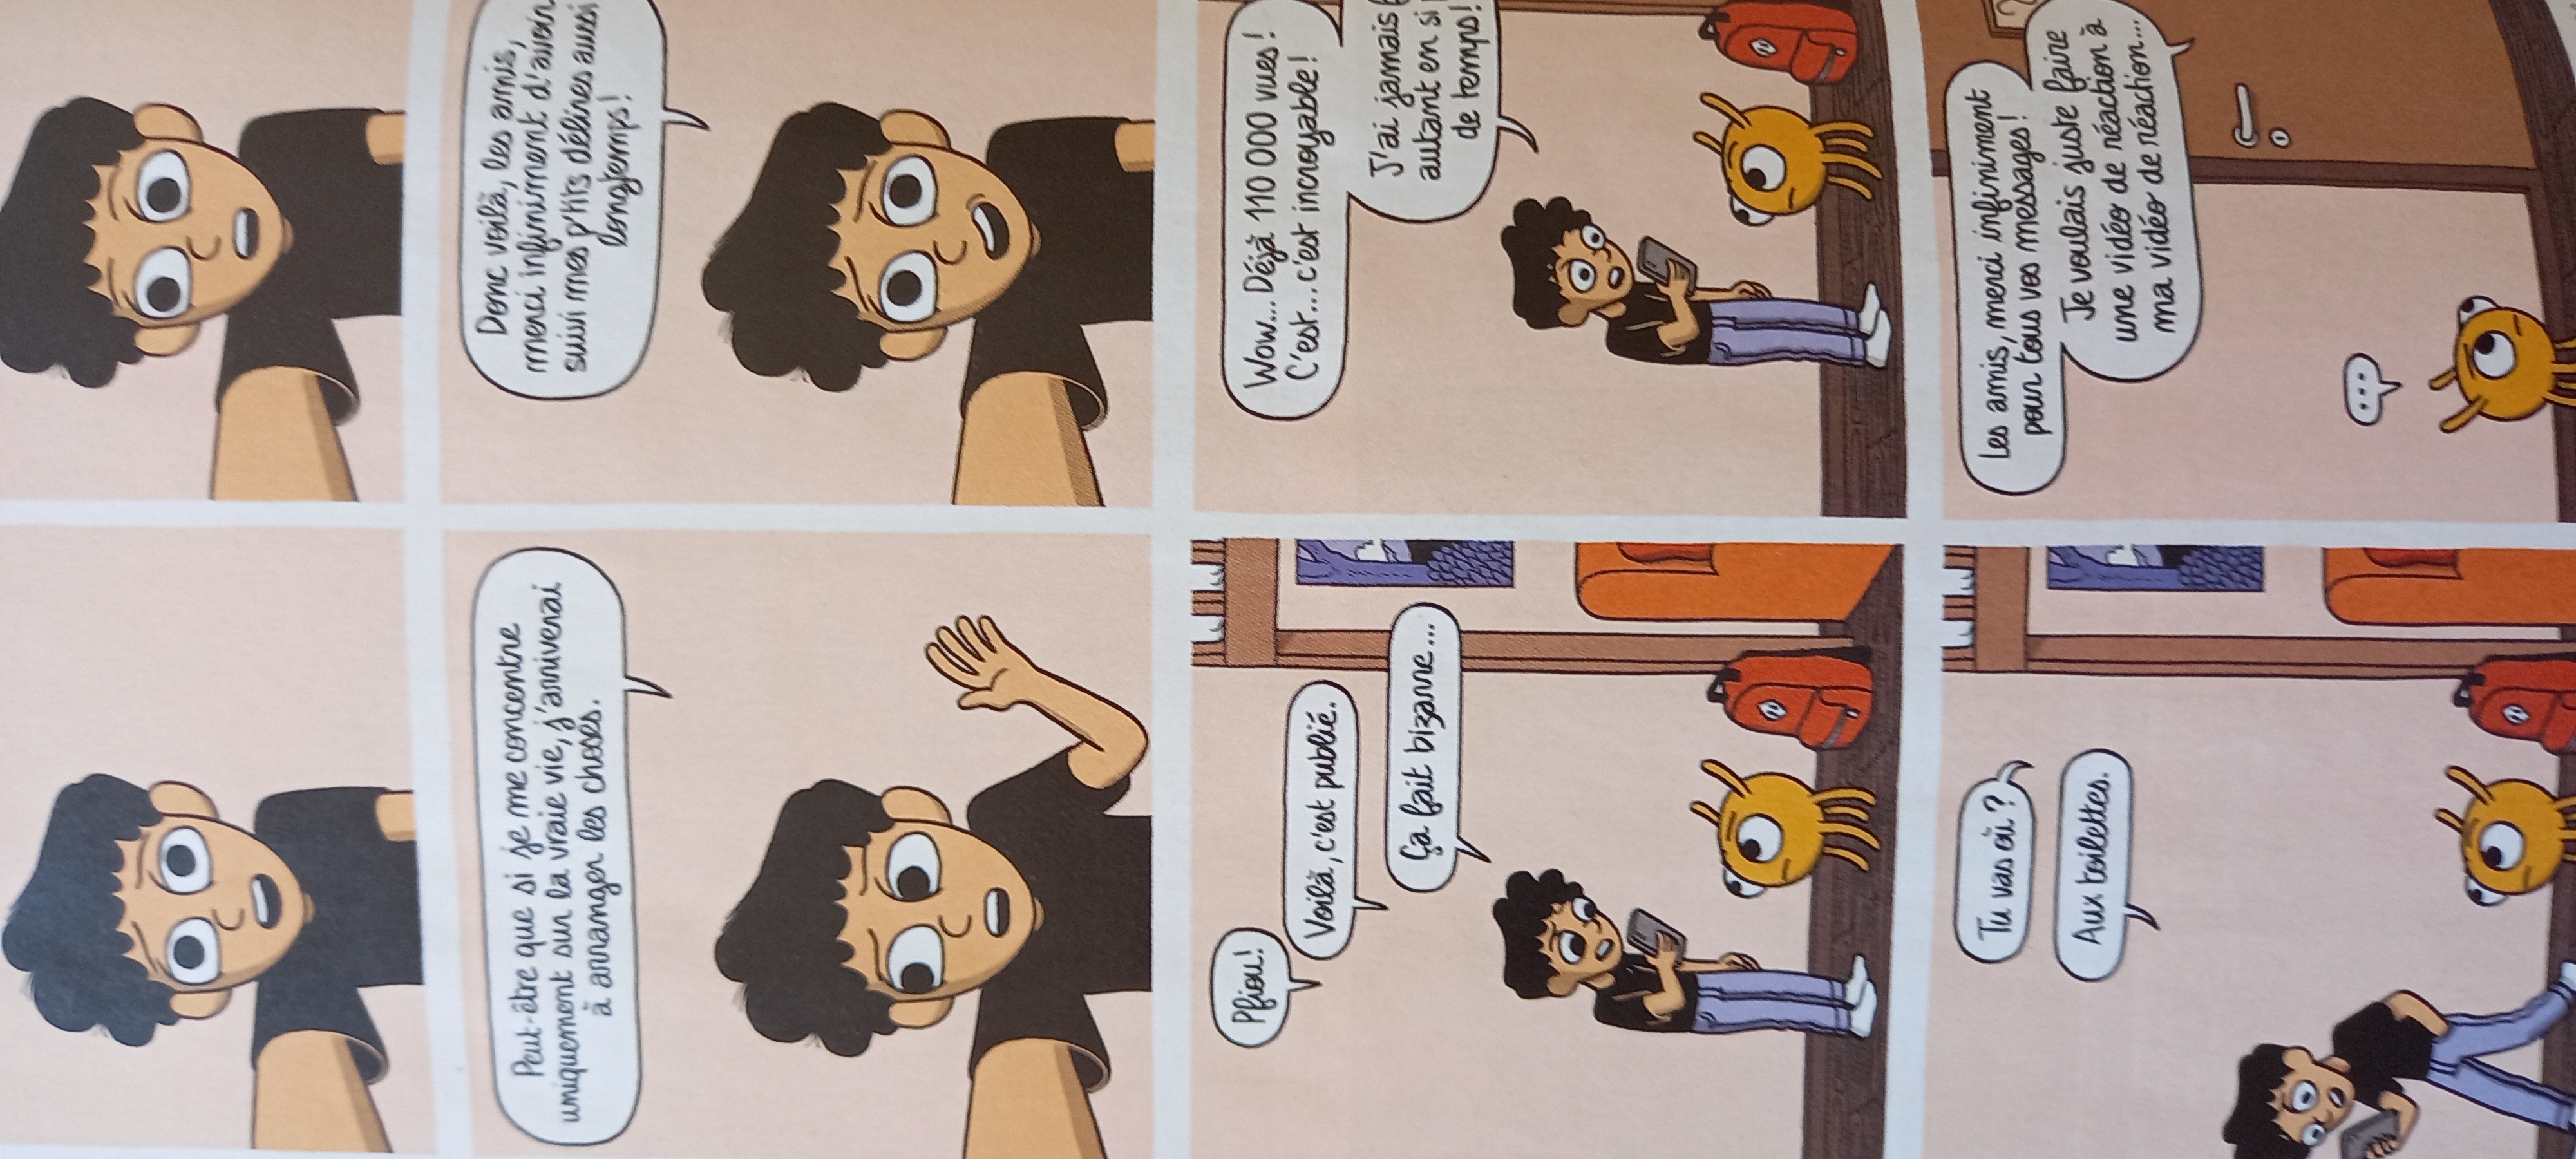 Peut-être que si je me concentre
uniquement sur la vraie vie, j'arriverai
à arranger les choses.
Donc voilà, les amis,
merci infiniment d'avoir
suivi mes p'tits délires aussi
longtemps!
Pfiou!
Voilà, c'est publié.
Ça fait bizarre...
Wow... Déjà 110 000 vues!
C'est... c'est incroyable!
J'ai jamais
autant en si
de temps!
Tu vas où?
Aux toilettes.
Les amis, merci infiniment
pour tous vos messages!
Je voulais juste faire
une vidéo de réaction à
ma vidéo de réaction...
...